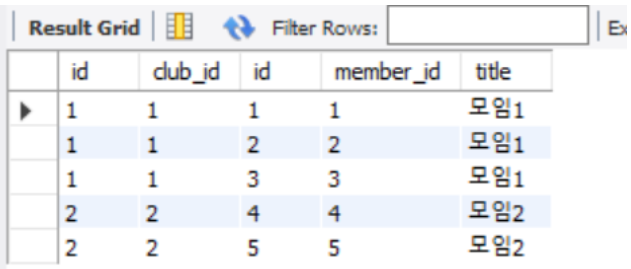 Result Grid Filter Rows: Ex
id club_id id member_id title
1 1 1 1 모임1
1 1 2 2 모임1
1 1 3 3 모임1
2 2 4 4 모임2
2 2 5 5 모임2